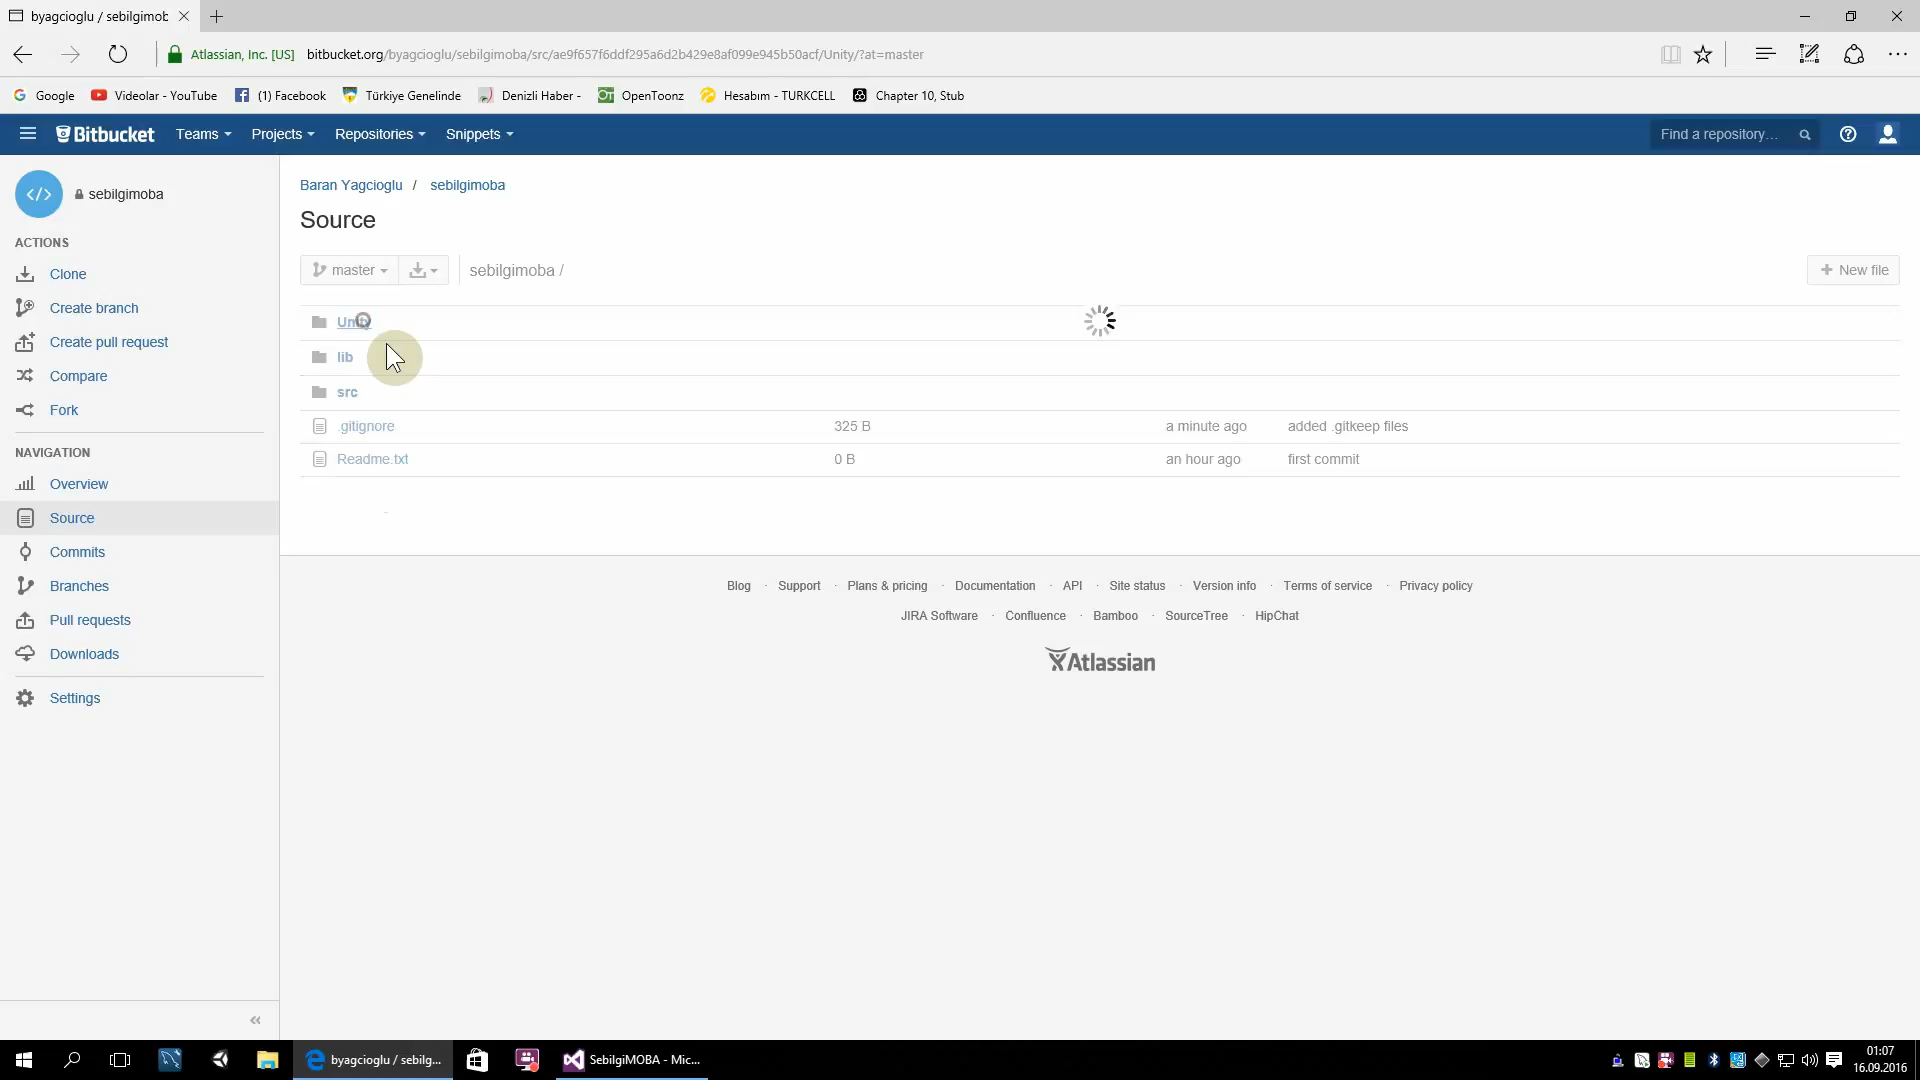 byagcioglu / sebilgimob
Atlassian, Inc. [US] bitbucket.org/byagcioglu/sebilgimoba/src/ae9f657f6ddf295a6d2b429e8af099e945b50acf/Unity/?at=master
Google Videolar - YouTube (1) Facebook Türkiye Genelinde Denizli Haber - OpenToonz Hesabım - TURKCELL Chapter 10, Stub
Bitbucket Teams Projects Repositories Snippets Find a repository...
sebilgimoba
ACTIONS
Clone
Create branch
Create pull request
Compare
Fork
NAVIGATION
Overview
Source
Commits
Branches
Pull requests
Downloads
Settings
Baran Yagcioglu / sebilgimoba
Source
master sebilgimoba / + New file
Unity
lib
src
.gitignore 325 B a minute ago added .gitkeep files
Readme.txt 0 B an hour ago first commit
Blog · Support · Plans & pricing · Documentation · API · Site status · Version info · Terms of service · Privacy policy
JIRA Software · Confluence · Bamboo · SourceTree · HipChat
Atlassian
byagcioglu / sebilg... SebilgiMOBA - Mic...
01:07
16.09.2016